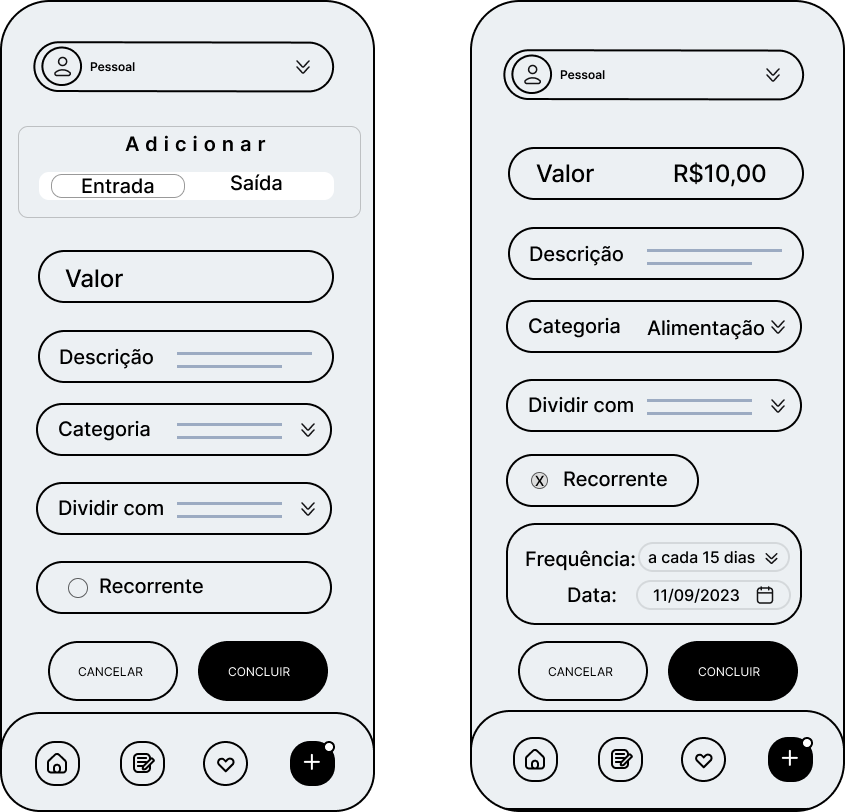 Pessoal
Adicionar
Entrada Saída
Valor
Descrição
Categoria
Dividir com
Recorrente
CANCELAR CONCLUIR
Pessoal
Valor R$10,00
Descrição
Categoria Alimentação
Dividir com
X Recorrente
Frequência: a cada 15 dias
Data: 11/09/2023
CANCELAR CONCLUIR